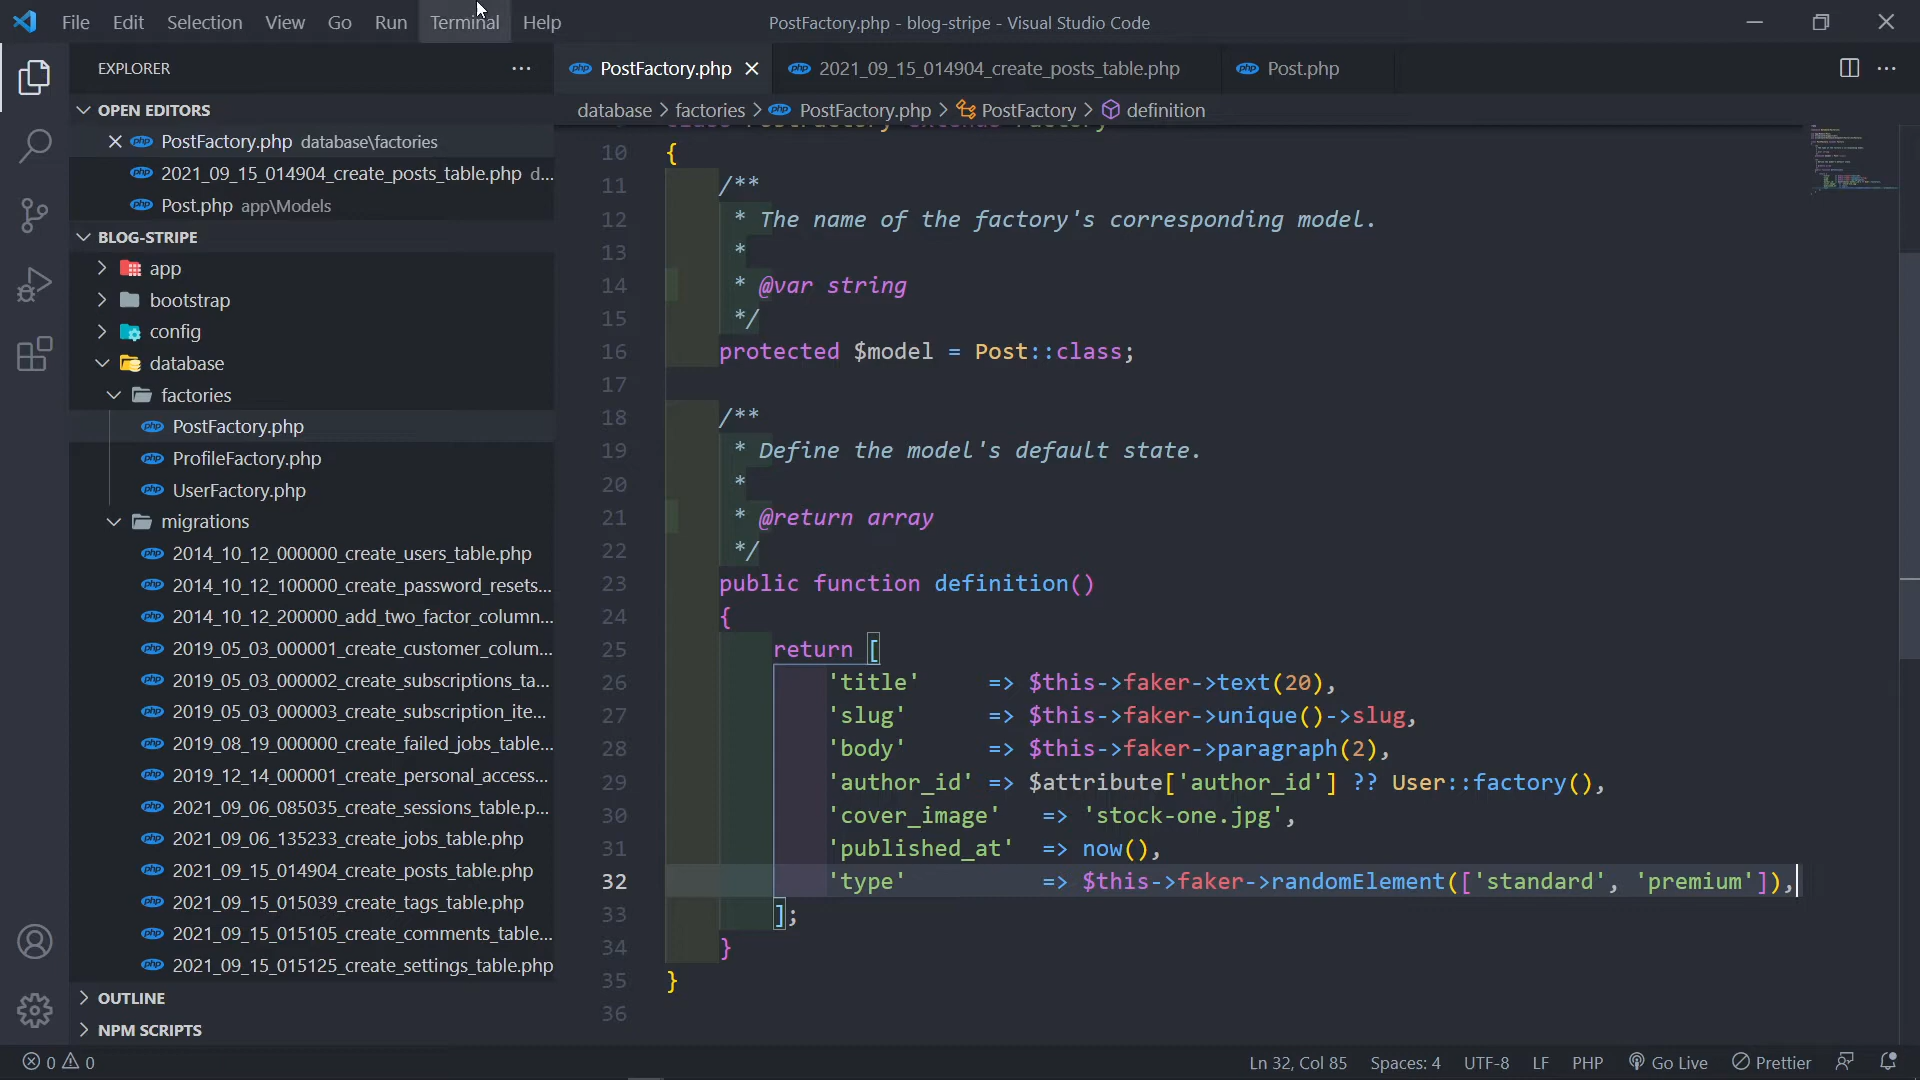 File Edit Selection View Go Run Terminal Help PostFactory.php - blog-stripe - Visual Studio Code
EXPLORER
PostFactory.php 2021_09_15_014904_create_posts_table.php Post.php
database > factories > PostFactory.php > PostFactory > definition
OPEN EDITORS
PostFactory.php database\factories
2021_09_15_014904_create_posts_table.php d...
Post.php app\Models
BLOG-STRIPE
app
bootstrap
config
database
factories
PostFactory.php
ProfileFactory.php
UserFactory.php
migrations
2014_10_12_000000_create_users_table.php
2014_10_12_100000_create_password_resets...
2014_10_12_200000_add_two_factor_column...
2019_05_03_000001_create_customer_colum...
2019_05_03_000002_create_subscriptions_ta...
2019_05_03_000003_create_subscription_ite...
2019_08_19_000000_create_failed_jobs_table...
2019_12_14_000001_create_personal_access...
2021_09_06_085035_create_sessions_table.p...
2021_09_06_135233_create_jobs_table.php
2021_09_15_014904_create_posts_table.php
2021_09_15_015039_create_tags_table.php
2021_09_15_015105_create_comments_table...
2021_09_15_015125_create_settings_table.php
OUTLINE
NPM SCRIPTS
class PostFactory extends Factory
10 {
11 /**
12 * The name of the factory's corresponding model.
13 *
14 * @var string
15 */
16 protected $model = Post::class;
17
18 /**
19 * Define the model's default state.
20 *
21 * @return array
22 */
23 public function definition()
24 {
25 return [
26 'title' => $this->faker->text(20),
27 'slug' => $this->faker->unique()->slug,
28 'body' => $this->faker->paragraph(2),
29 'author_id' => $attribute['author_id'] ?? User::factory(),
30 'cover_image' => 'stock-one.jpg',
31 'published_at' => now(),
32 'type' => $this->faker->randomElement(['standard', 'premium']),
33 ];
34 }
35 }
36
0 0 Ln 32, Col 85 Spaces: 4 UTF-8 LF PHP Go Live Prettier